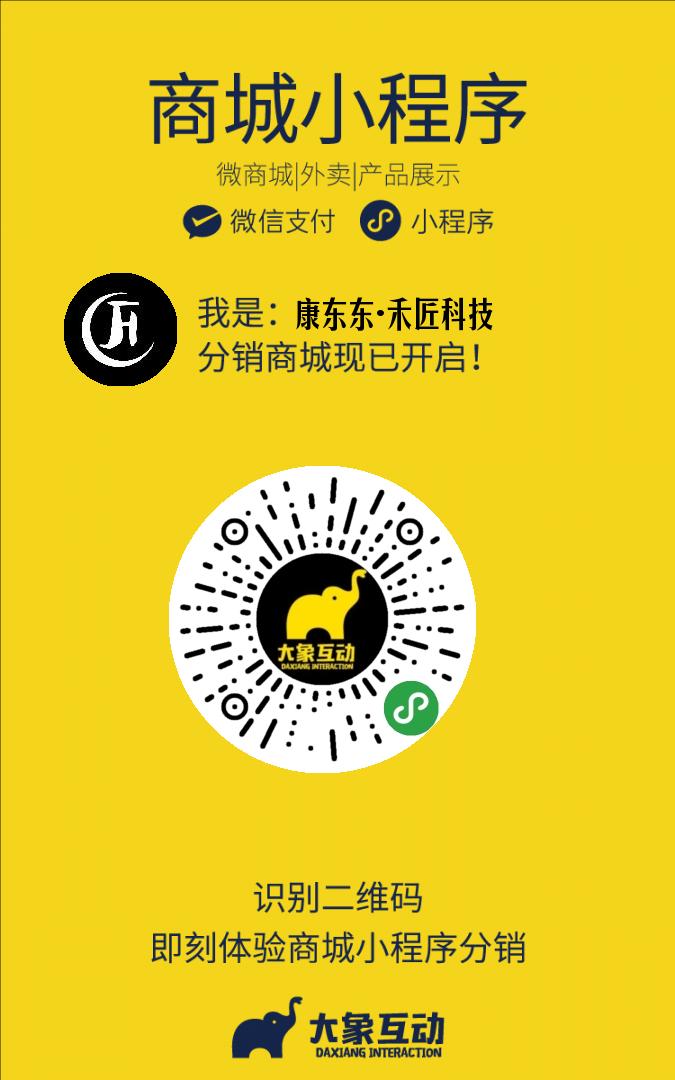 商城小程序
微商城|外卖|产品展示
微信支付 小程序
我是：康东东·禾匠科技
分销商城现已开启！
大象互动
DAXIANG INTERACTION
识别二维码
即刻体验商城小程序分销
大象互动
DAXIANG INTERACTION